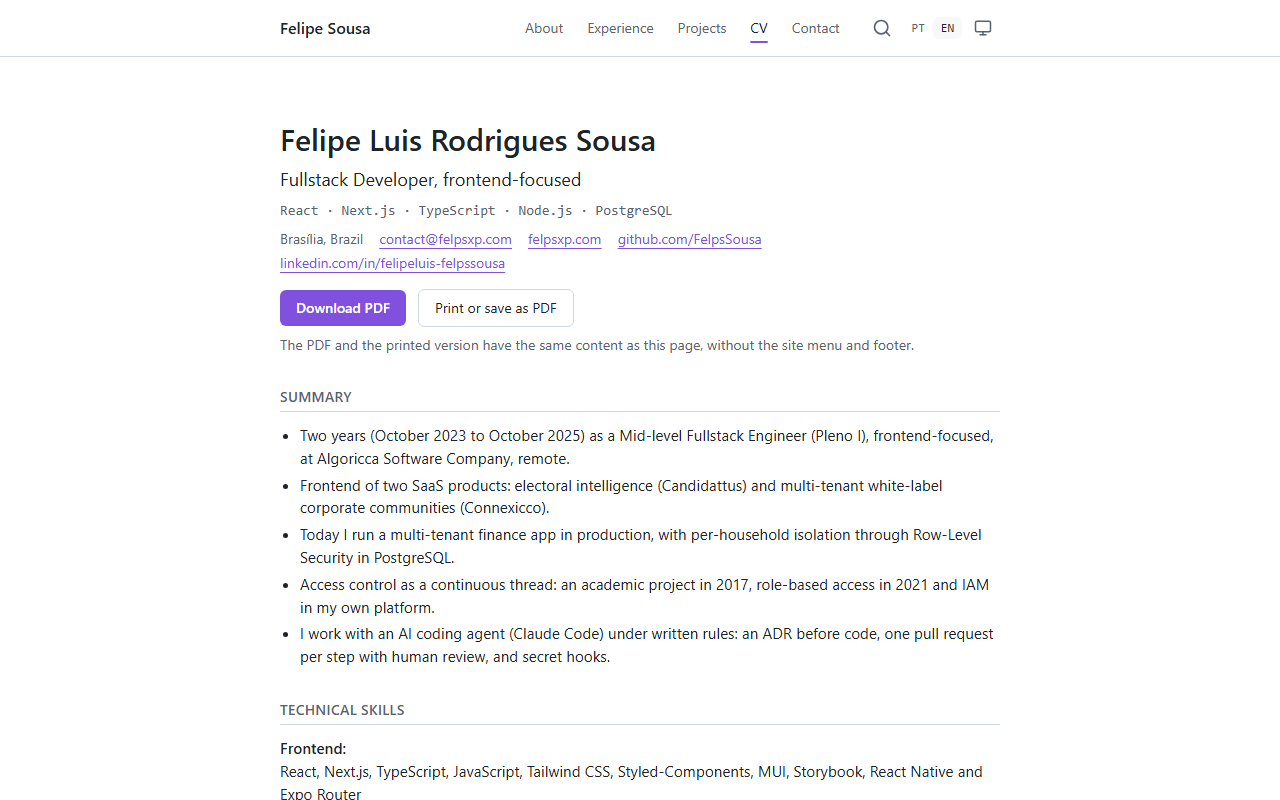 Felipe Sousa
About
Experience
Projects
CV
Contact
PT
EN
Felipe Luis Rodrigues Sousa
Fullstack Developer, frontend-focused
React · Next.js · TypeScript · Node.js · PostgreSQL
Brasília, Brazil contact@felpsxp.com felpsxp.com github.com/FelpsSousa
linkedin.com/in/felipeluis-felpssousa
Download PDF
Print or save as PDF
The PDF and the printed version have the same content as this page, without the site menu and footer.
SUMMARY
• Two years (October 2023 to October 2025) as a Mid-level Fullstack Engineer (Pleno I), frontend-focused,
at Algoricca Software Company, remote.
• Frontend of two SaaS products: electoral intelligence (Candidattus) and multi-tenant white-label
corporate communities (Connexicco).
• Today I run a multi-tenant finance app in production, with per-household isolation through Row-Level
Security in PostgreSQL.
• Access control as a continuous thread: an academic project in 2017, role-based access in 2021 and IAM
in my own platform.
• I work with an AI coding agent (Claude Code) under written rules: an ADR before code, one pull request
per step with human review, and secret hooks.
TECHNICAL SKILLS
Frontend:
React, Next.js, TypeScript, JavaScript, Tailwind CSS, Styled-Components, MUI, Storybook, React Native and
Expo Router